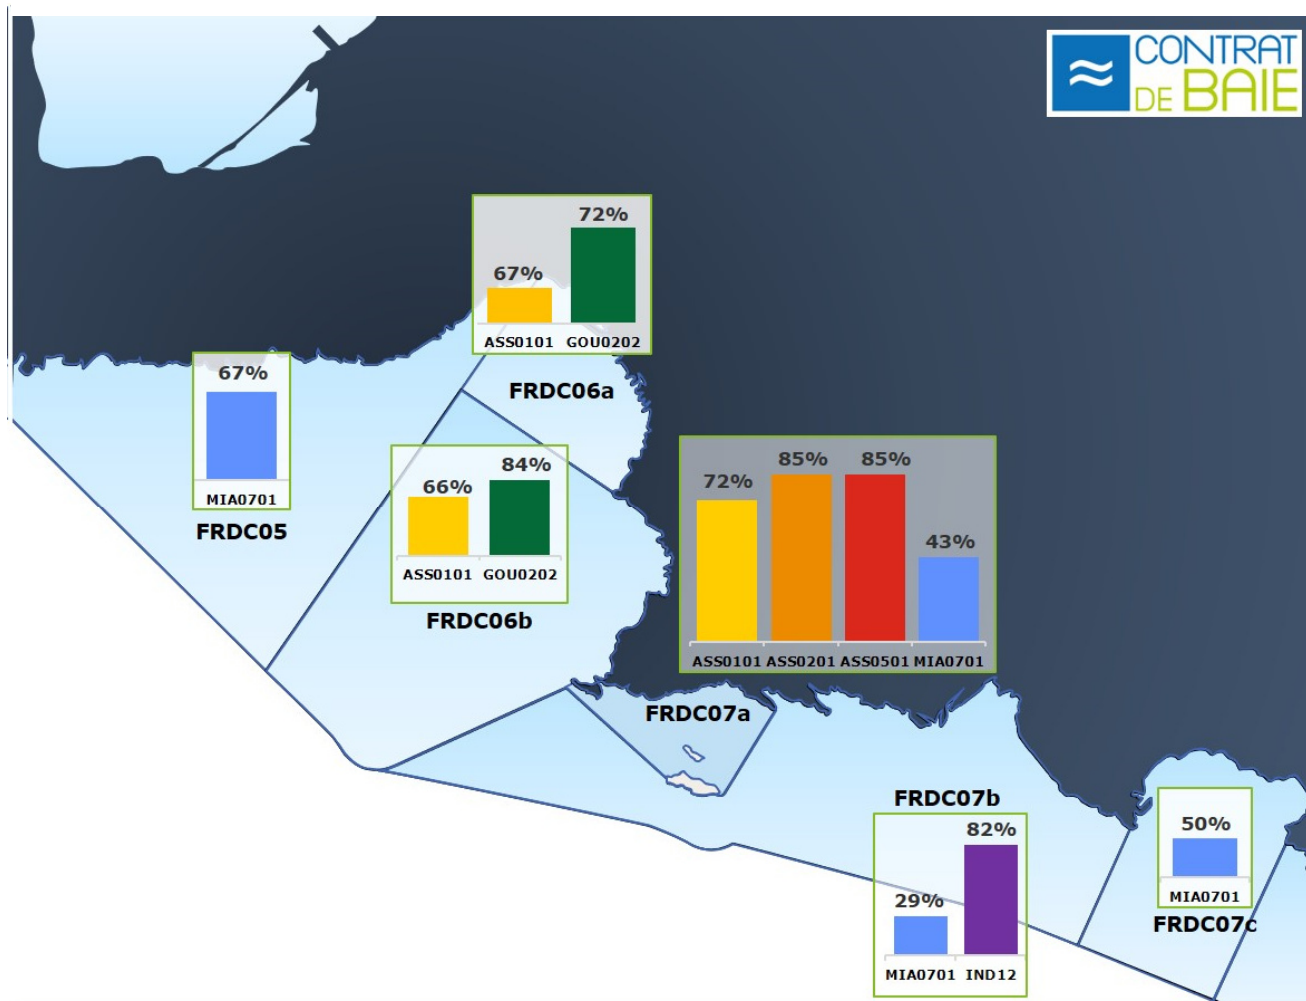 CONTRAT
DE BAIE
72%
67%
ASS0101 GOU0202
FRDC06a
67%
MIA0701
FRDC05
84%
66%
ASS0101 GOU0202
FRDC06b
85% 85%
72%
43%
ASS0101 ASS0201 ASS0501 MIA0701
FRDC07a
FRDC07b
82%
29%
MIA0701 IND12
50%
MIA0701
FRDC07c